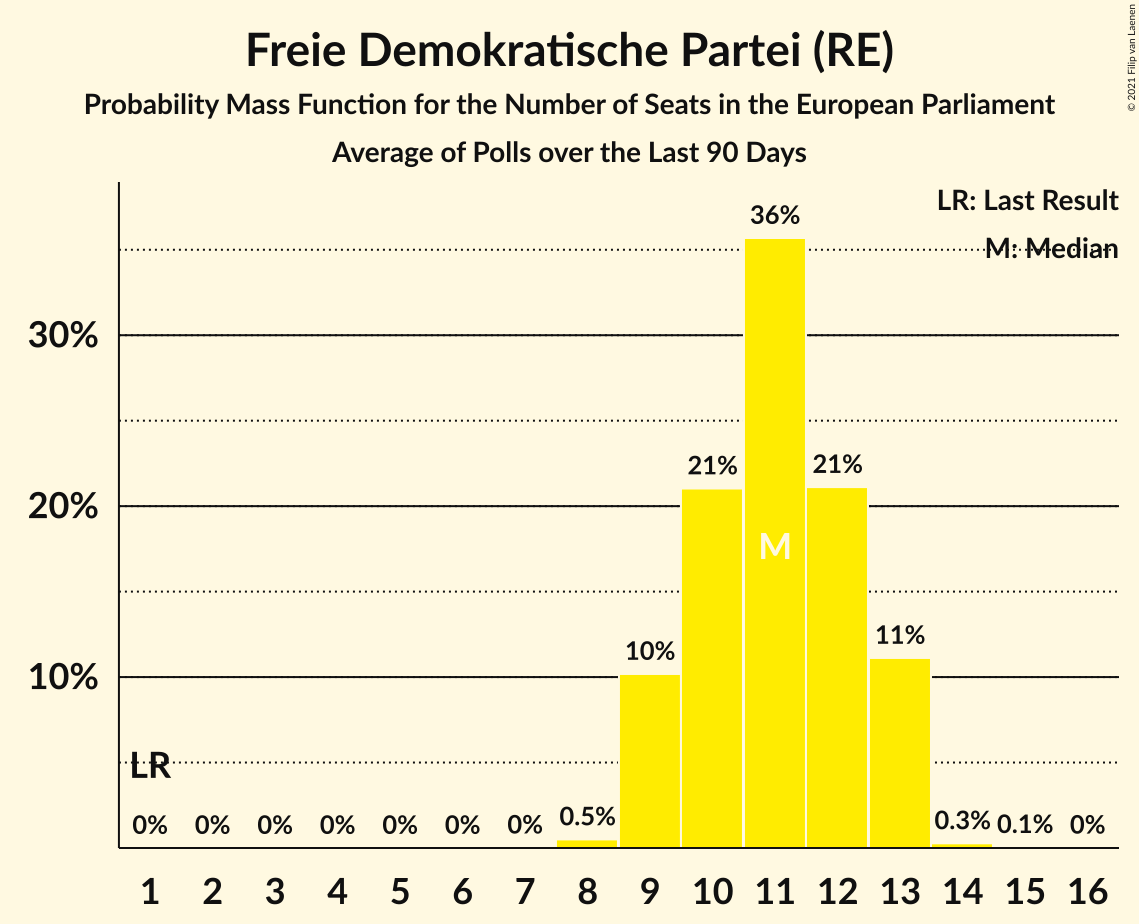 Freie Demokratische Partei (RE)
Probability Mass Function for the Number of Seats in the European Parliament
Average of Polls over the Last 90 Days
© 2021 Filip van Laenen
LR: Last Result
M: Median
36%
30%
21%
21%
20%
M
11%
10%
10%
LR
0%
0%
0%
0%
0%
0%
0%
0.5%
0.3%
0.1%
0%
1 2 3 4 5 6 7 8 9 10 11 12 13 14 15 16